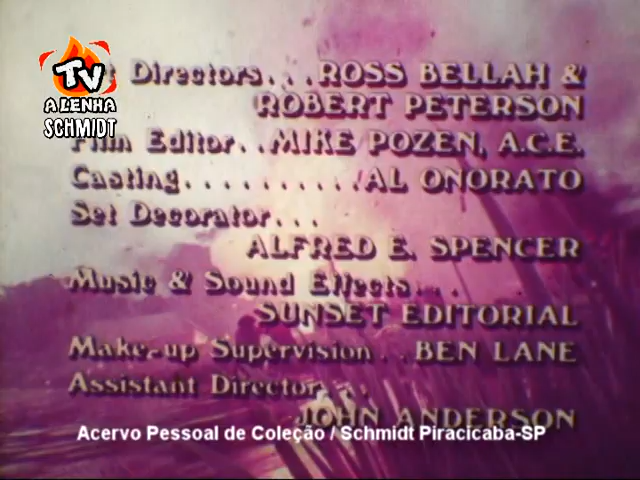 TV
A LENHA
SCHMIDT
t Directors...ROSS BELLAH &
ROBERT PETERSON
Film Editor..MIKE POZEN, A.C.E.
Casting..........AL ONORATO
Set Decorator...
ALFRED E. SPENCER
Music & Sound Effects...
SUNSET EDITORIAL
Make-up Supervision..BEN LANE
Assistant Director...
JOHN ANDERSON
Acervo Pessoal de Coleção / Schmidt Piracicaba-SP